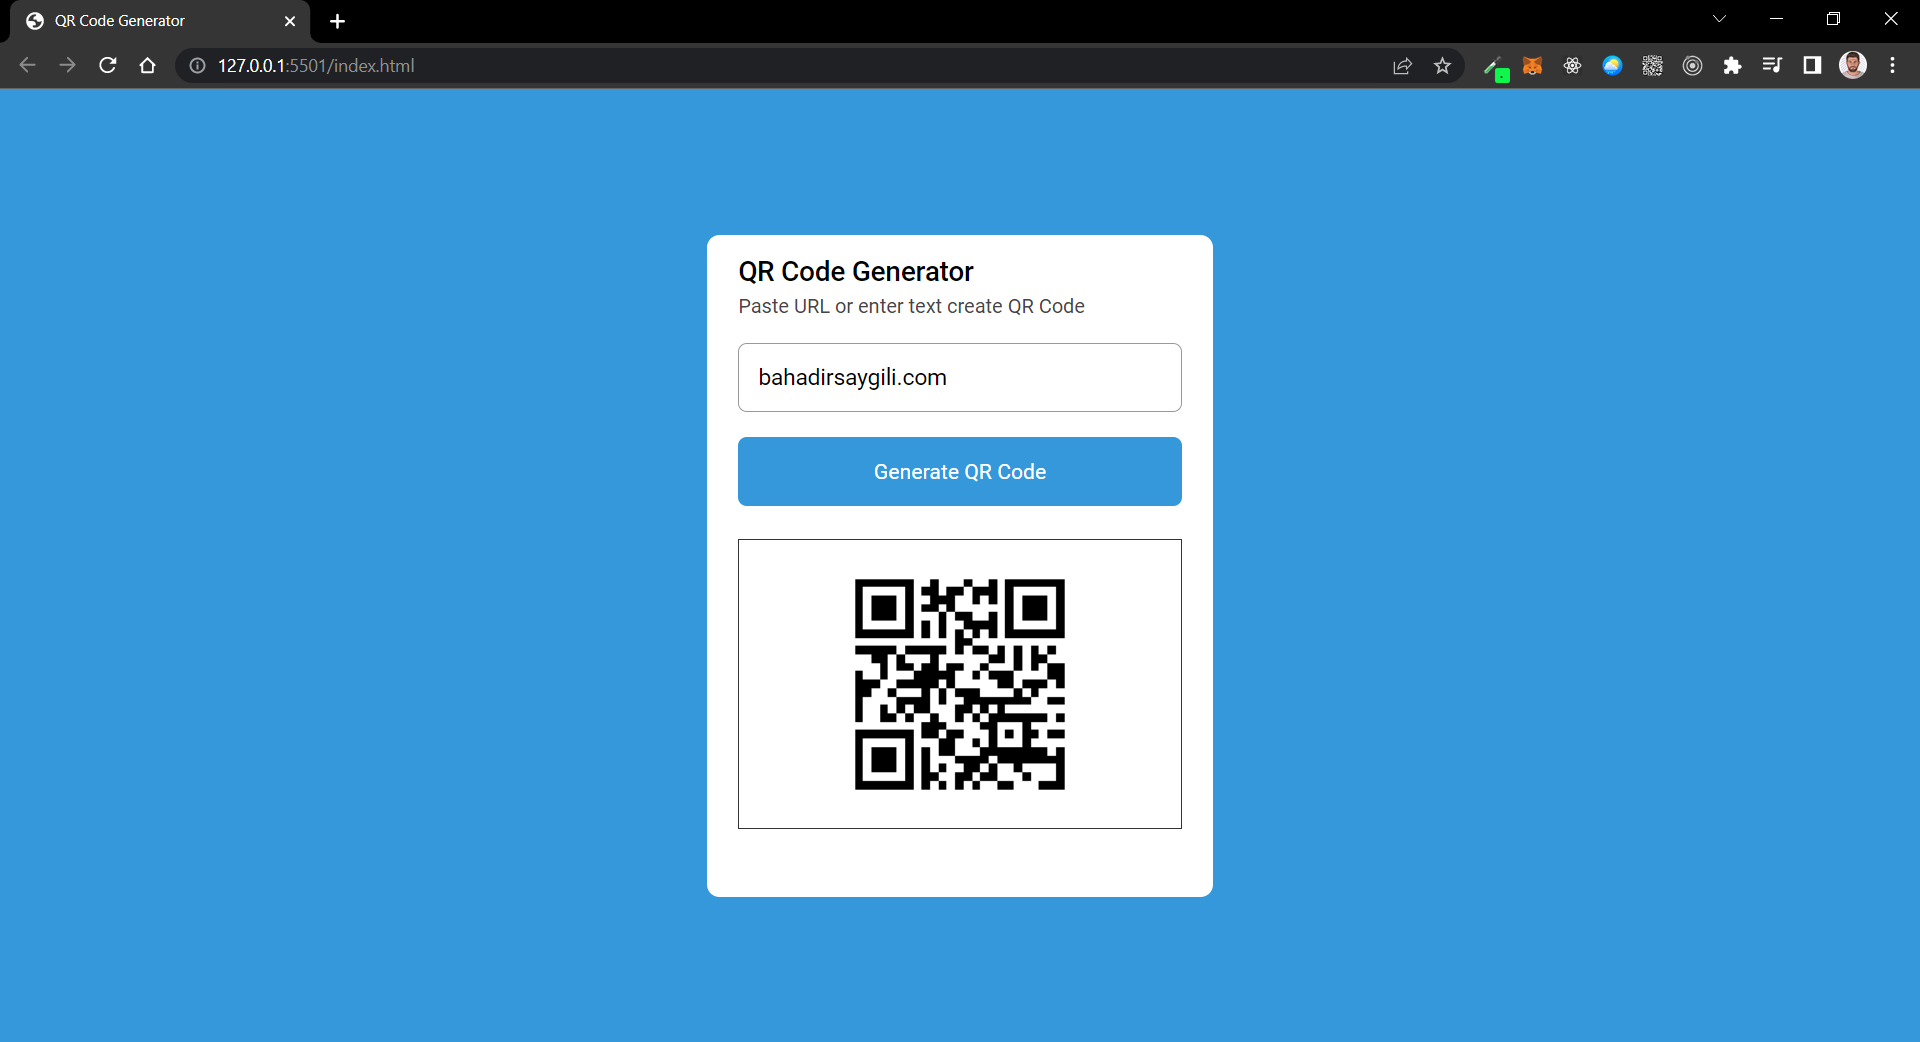 QR Code Generator
127.0.0.1:5501/index.html
QR Code Generator
Paste URL or enter text create QR Code
bahadirsaygili.com
Generate QR Code